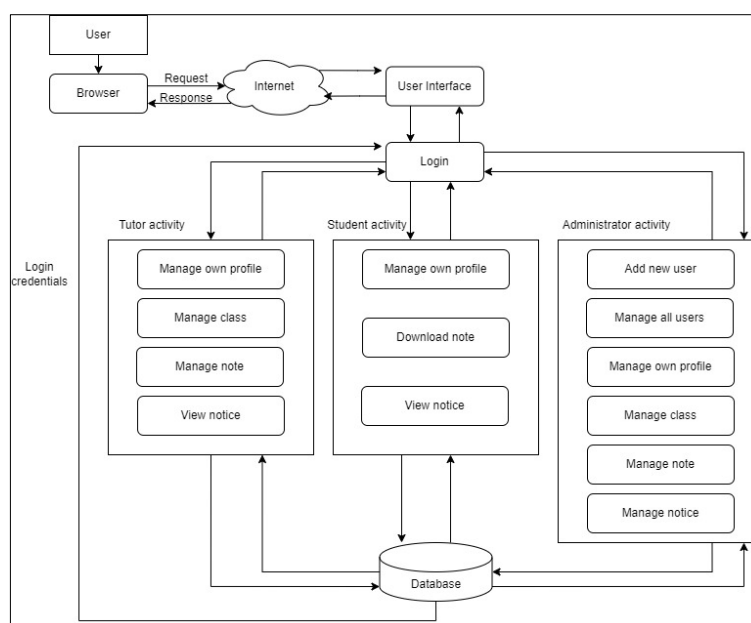 User
Browser
Request
Response
Internet
User Interface
Login
Tutor activity
Student activity
Administrator activity
Login
credentials
Manage own profile
Manage class
Manage note
View notice
Manage own profile
Download note
View notice
Add new user
Manage all users
Manage own profile
Manage class
Manage note
Manage notice
Database